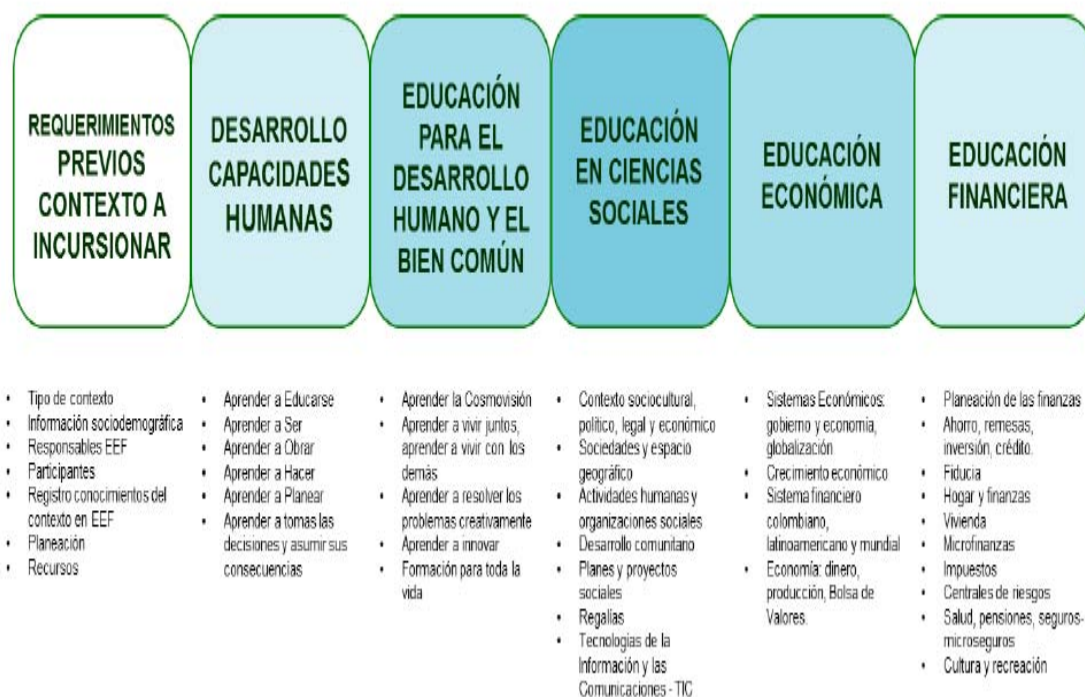 REQUERIMIENTOS
PREVIOS
CONTEXTO A
INCURSIONAR
DESARROLLO
CAPACIDADES
HUMANAS
EDUCACIÓN
PARA EL
DESARROLLO
HUMANO Y EL
BIEN COMÚN
EDUCACIÓN
EN CIENCIAS
SOCIALES
EDUCACIÓN
ECONÓMICA
EDUCACIÓN
FINANCIERA
• Tipo de contexto
• Información sociodemográfica
• Responsables EEF
• Participantes
• Registro conocimientos del
contexto en EEF
• Planeación
• Recursos
• Aprender a Educarse
• Aprender a Ser
• Aprender a Obrar
• Aprender a Hacer
• Aprender a Planear
• Aprender a tomas las
decisiones y asumir sus
consecuencias
• Aprender la Cosmovisión
• Aprender a vivir juntos,
aprender a vivir con los
demás
• Aprender a resolver los
problemas creativamente
• Aprender a innovar
• Formación para toda la
vida
• Contexto sociocultural,
político, legal y económico
• Sociedades y espacio
geográfico
• Actividades humanas y
organizaciones sociales
• Desarrollo comunitario
• Planes y proyectos
sociales
• Regalías
• Tecnologías de la
Información y las
Comunicaciones - TIC
• Sistemas Económicos:
gobierno y economía,
globalización
• Crecimiento económico
• Sistema financiero
colombiano,
latinoamericano y mundial
• Economía: dinero,
producción, Bolsa de
Valores.
• Planeación de las finanzas
• Ahorro, remesas,
inversión, crédito.
• Fiducia
• Hogar y finanzas
• Vivienda
• Microfinanzas
• Impuestos
• Centrales de riesgos
• Salud, pensiones, seguros-
microseguros
• Cultura y recreación